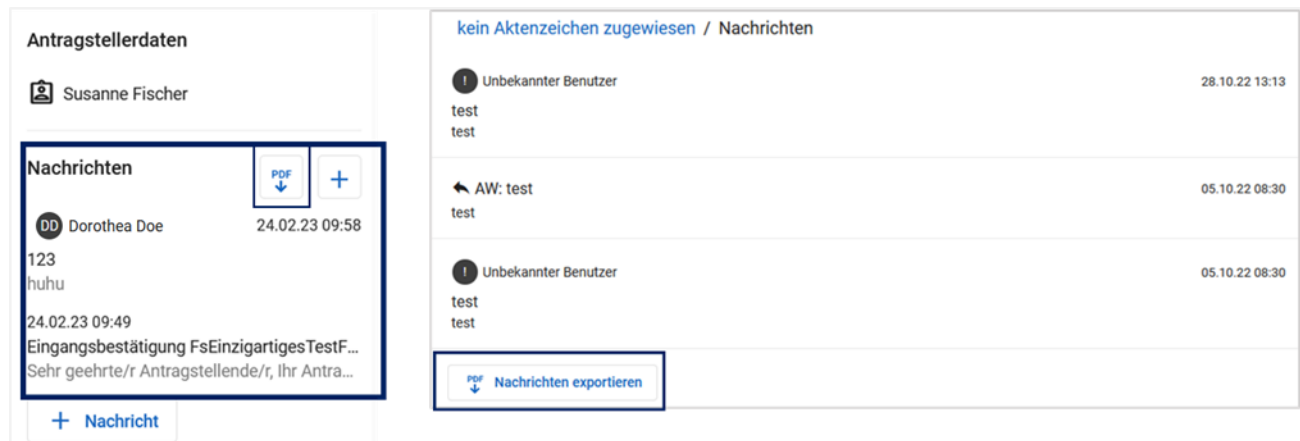 Antragstellerdaten
Susanne Fischer
Nachrichten
PDF
DD Dorothea Doe 24.02.23 09:58
123
huhu
24.02.23 09:49
Eingangsbestätigung FsEinzigartigesTestF...
Sehr geehrte/r Antragstellende/r, Ihr Antra...
+ Nachricht
kein Aktenzeichen zugewiesen / Nachrichten
! Unbekannter Benutzer 28.10.22 13:13
test
test
AW: test 05.10.22 08:30
test
! Unbekannter Benutzer 05.10.22 08:30
test
test
PDF Nachrichten exportieren